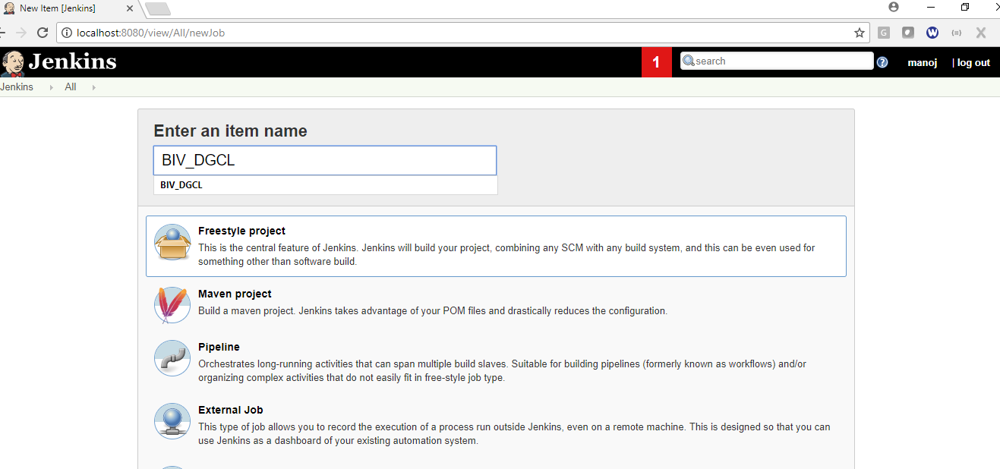 New Item [Jenkins]
localhost:8080/view/All/newJob
G
W
{=}
X
Jenkins
1
search
?
manoj
| log out
Jenkins
All
Enter an item name
BIV_DGCL
BIV_DGCL
Freestyle project
This is the central feature of Jenkins. Jenkins will build your project, combining any SCM with any build system, and this can be even used for
something other than software build.
Maven project
Build a maven project. Jenkins takes advantage of your POM files and drastically reduces the configuration.
Pipeline
Orchestrates long-running activities that can span multiple build slaves. Suitable for building pipelines (formerly known as workflows) and/or
organizing complex activities that do not easily fit in free-style job type.
External Job
This type of job allows you to record the execution of a process run outside Jenkins, even on a remote machine. This is designed so that you can
use Jenkins as a dashboard of your existing automation system.